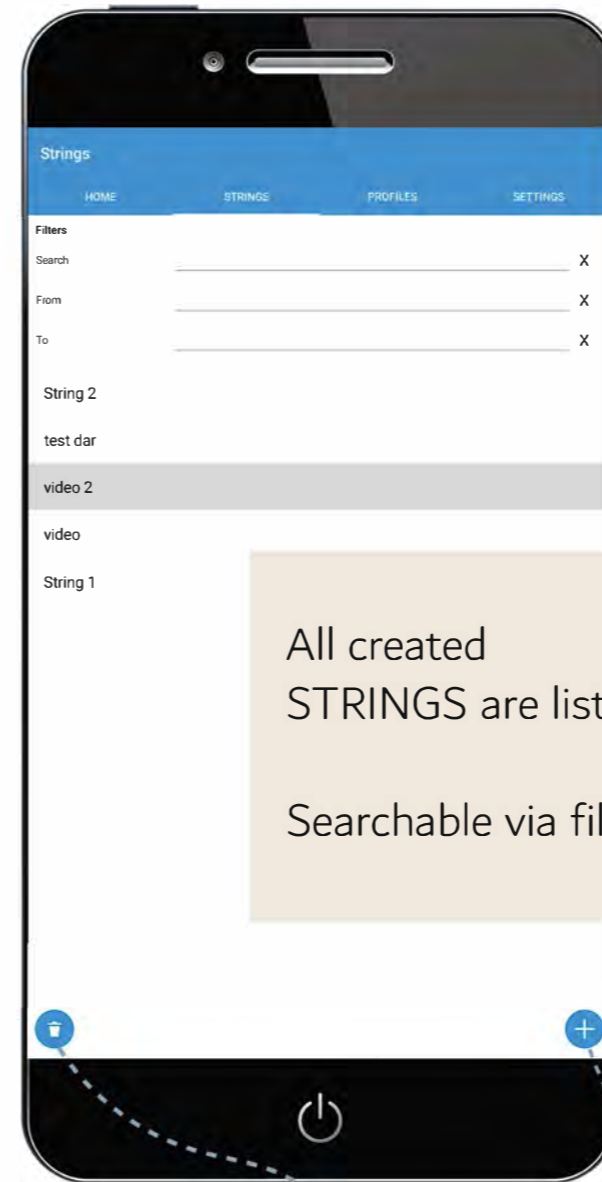 Strings
HOME STRINGS PROFILES SETTINGS
Filters
Search X
From X
To X
String 2
test dar
video 2
video
String 1
All created
STRINGS are list
Searchable via fil